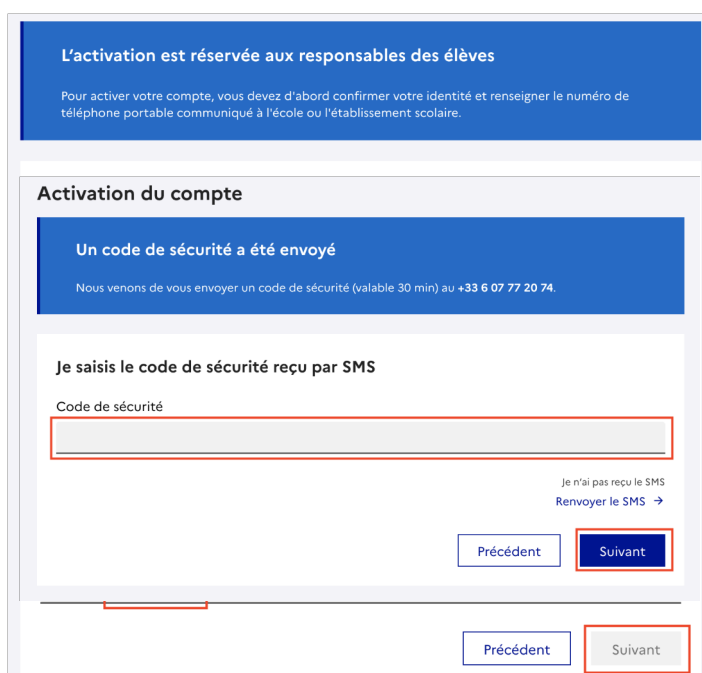 L’activation est réservée aux responsables des élèves
Pour activer votre compte, vous devez d'abord confirmer votre identité et renseigner le numéro de
téléphone portable communiqué à l'école ou l'établissement scolaire.
Activation du compte
Un code de sécurité a été envoyé
Nous venons de vous envoyer un code de sécurité (valable 30 min) au +33 6 07 77 20 74.
Je saisis le code de sécurité reçu par SMS
Code de sécurité
Je n'ai pas reçu le SMS
Renvoyer le SMS →
Précédent
Suivant
Précédent
Suivant